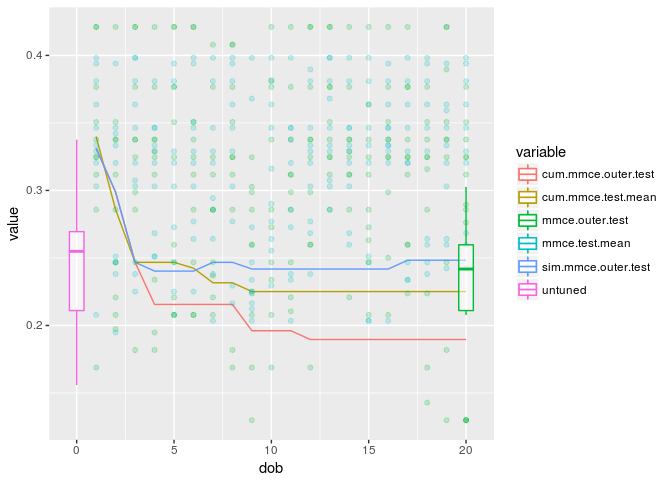 0.4
0.3
0.2
value
0
5
10
15
20
dob
variable
cum.mmce.outer.test
cum.mmce.test.mean
mmce.outer.test
mmce.test.mean
sim.mmce.outer.test
untuned